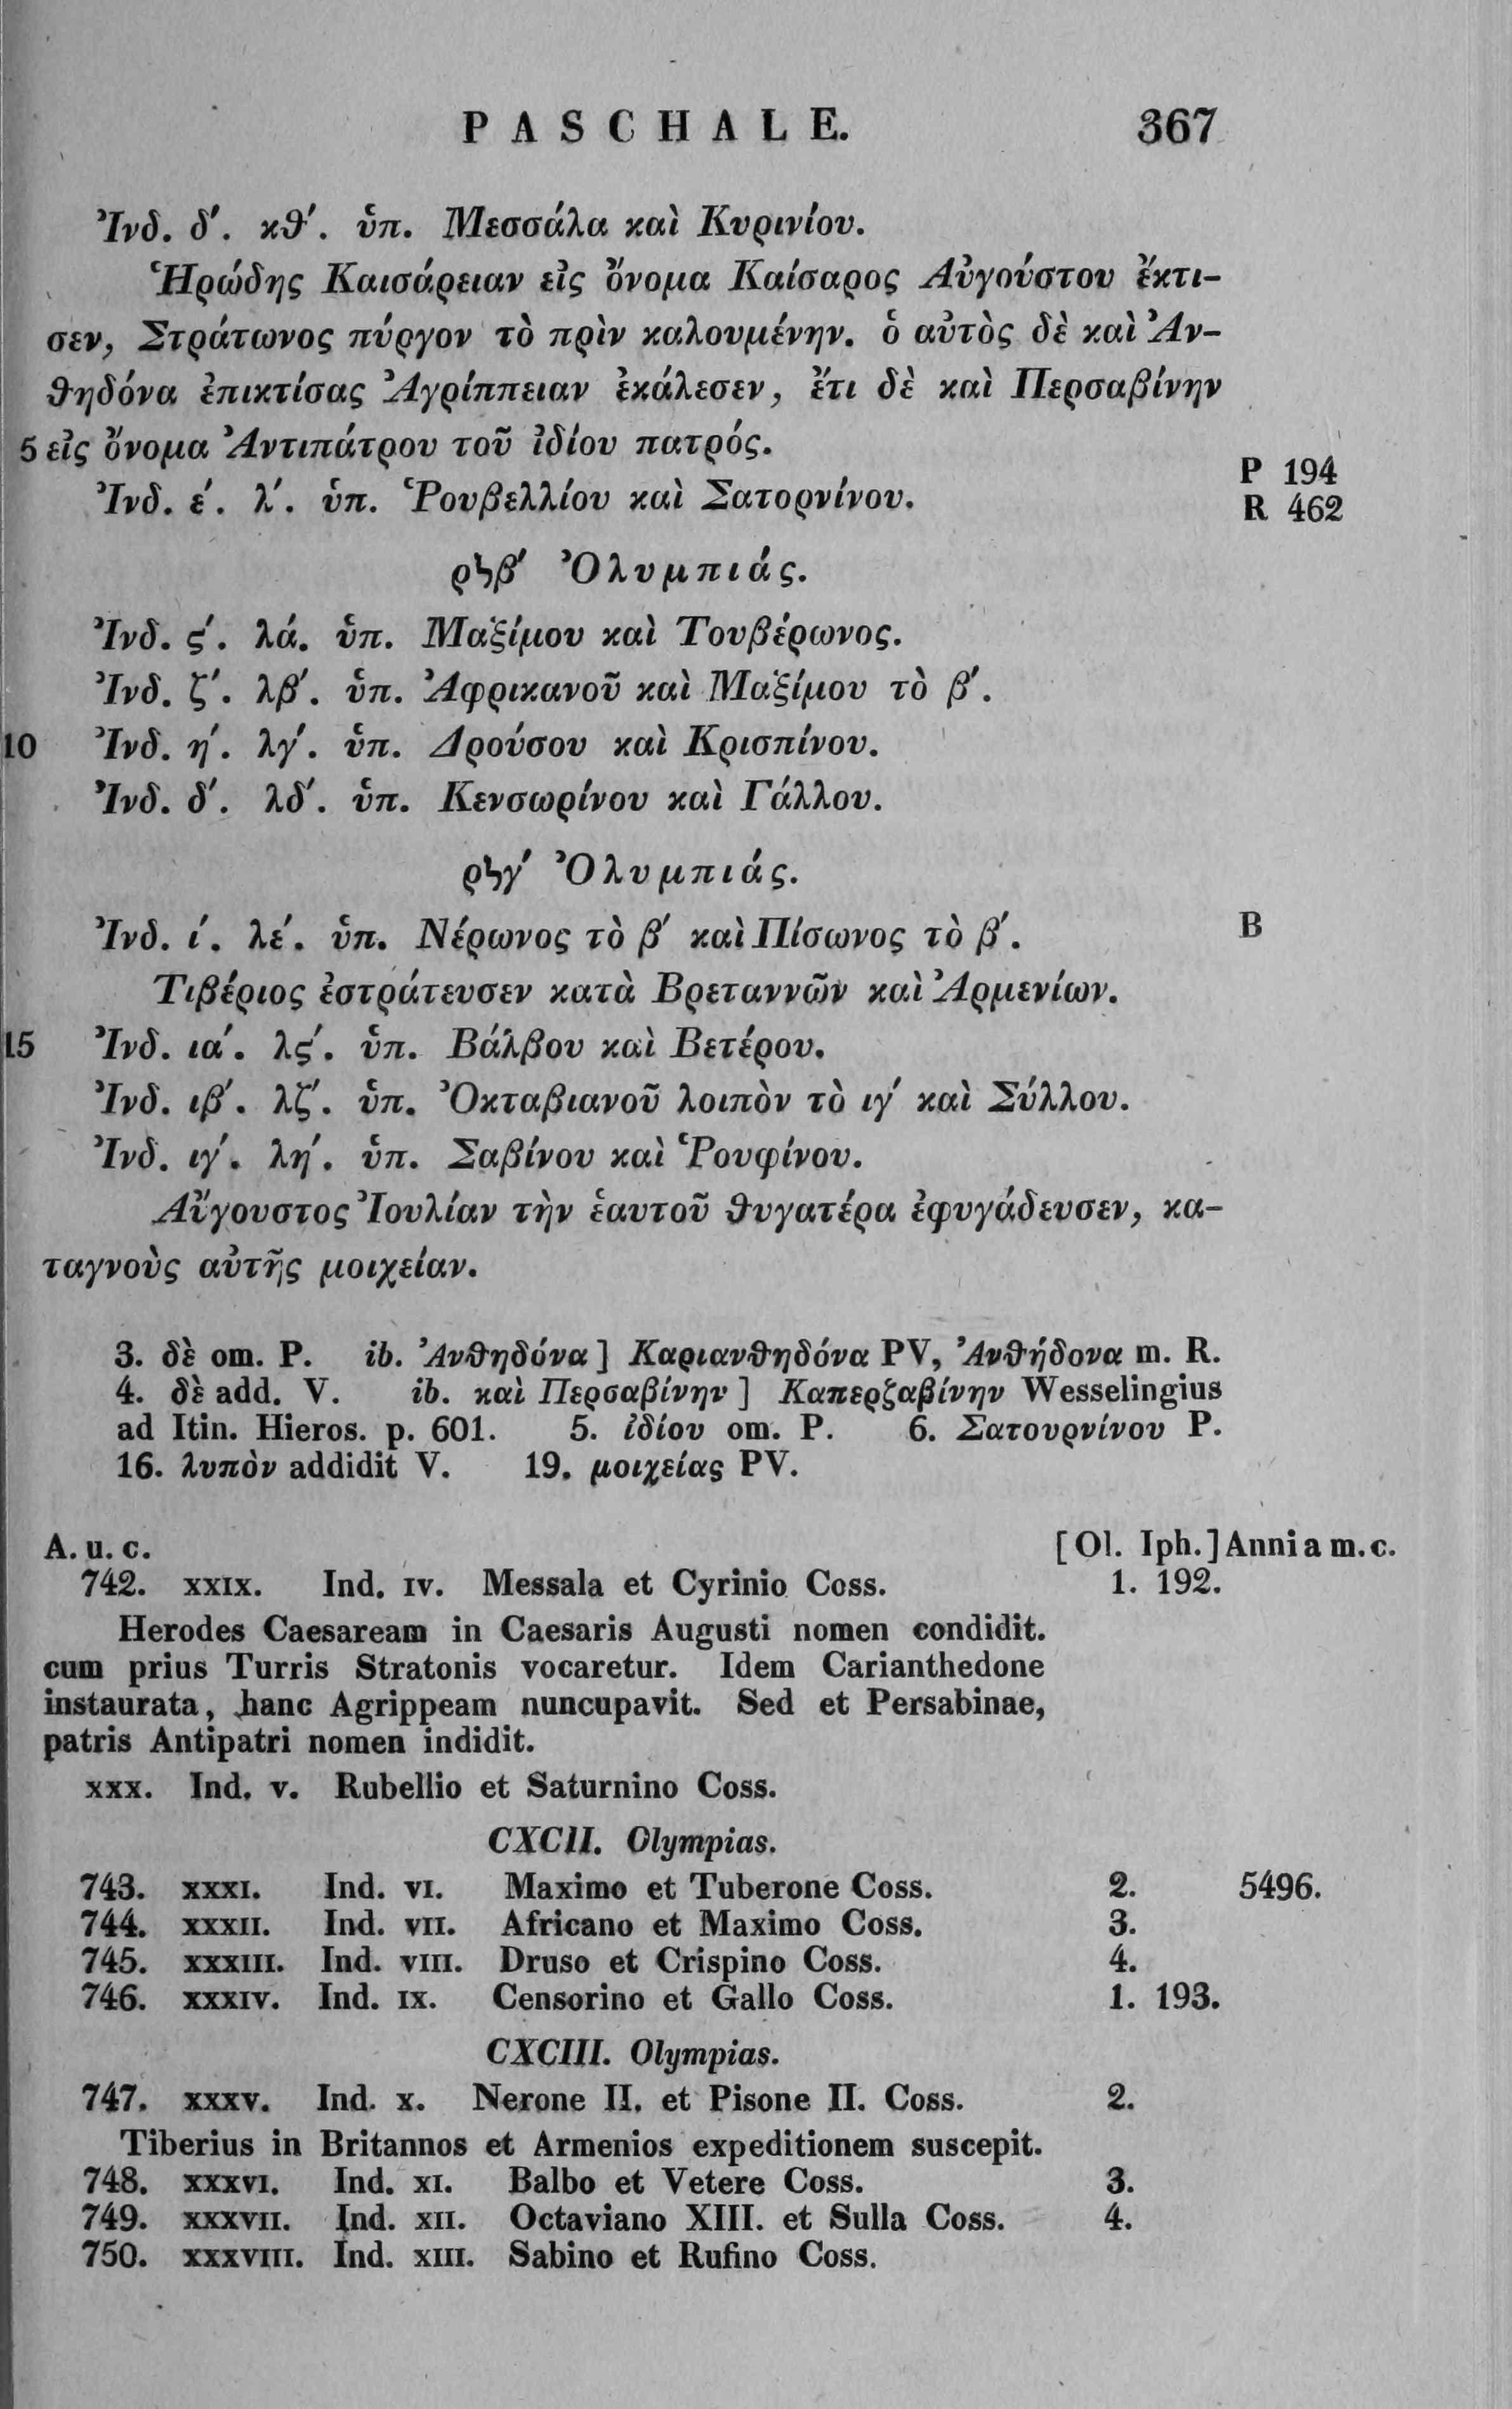 PASCHALE. 367
Ἰνδ. δ΄. κθ΄. ὑπ. Μεσσάλα καὶ Κυρινίου.
Ἡρώδης Καισάρειαν εἰς ὄνομα Καίσαρος Αὐγούστου ἔκτι-
σεν, Στράτωνος πύργον τὸ πρὶν καλουμένην. ὁ αὐτὸς δὲ καὶ Ἀν-
θηδόνα ἐπικτίσας Ἀγρίππειαν ἐκάλεσεν, ἔτι δὲ καὶ Περσαβίνην
5 εἰς ὄνομα Ἀντιπάτρου τοῦ ἰδίου πατρός.
P 194
Ἰνδ. ε΄. λ΄. ὑπ. Ῥουβελλίου καὶ Σατορνίνου.
R 462
ρϟβ΄ Ὀλυμπιάς.
Ἰνδ. ϛ΄. λά. ὑπ. Μαξίμου καὶ Τουβέρωνος.
Ἰνδ. ζ΄. λβ΄. ὑπ. Ἀφρικανοῦ καὶ Μαξίμου τὸ β΄.
10 Ἰνδ. η΄. λγ΄. ὑπ. Δρούσου καὶ Κρισπίνου.
Ἰνδ. δ΄. λδ΄. ὑπ. Κενσωρίνου καὶ Γάλλου.
ρϟγ΄ Ὀλυμπιάς.
Ἰνδ. ί. λέ. ὑπ. Νέρωνος τὸ β΄ καὶ Πίσωνος τὸ β΄. B
Τιβέριος ἐστράτευσεν κατὰ Βρεταννῶν καὶ Ἀρμενίων.
15 Ἰνδ. ιά. λϛ΄. ὑπ. Βάλβου καὶ Βετέρου.
Ἰνδ. ιβ΄. λζ΄. ὑπ. Ὀκταβιανοῦ λοιπὸν τὸ ιγ΄ καὶ Σύλλου.
Ἰνδ. ιγ΄. λή. ὑπ. Σαβίνου καὶ Ῥουφίνου.
Αὔγουστος Ἰουλίαν τὴν ἑαυτοῦ θυγατέρα ἐφυγάδευσεν, κα-
ταγνοὺς αὐτῆς μοιχείαν.
3. δὲ om. P. ib. Ἀνθηδόνα] Καριανθηδόνα PV, Ἀνθήδονα m. R.
4. δὲ add. V. ib. καὶ Περσαβίνην] Καπερζαβίνην Wesselingius
ad Itin. Hieros. p. 601. 5. ἰδίου om. P. 6. Σατουρνίνου P.
16. λυπὸν addidit V. 19. μοιχείας PV.
A. u. c. [Ol. Iph.] Anni a m. c.
742. XXIX. Ind. IV. Messala et Cyrinio Coss. 1. 192.
Herodes Caesaream in Caesaris Augusti nomen condidit.
cum prius Turris Stratonis vocaretur. Idem Carianthedone
instaurata, hanc Agrippeam nuncupavit. Sed et Persabinae,
patris Antipatri nomen indidit.
XXX. Ind. V. Rubellio et Saturnino Coss.
CXCII. Olympias.
743. XXXI. Ind. VI. Maximo et Tuberone Coss. 2. 5496.
744. XXXII. Ind. VII. Africano et Maximo Coss. 3.
745. XXXIII. Ind. VIII. Druso et Crispino Coss. 4.
746. XXXIV. Ind. IX. Censorino et Gallo Coss. 1. 193.
CXCIII. Olympias.
747. XXXV. Ind. X. Nerone II. et Pisone II. Coss. 2.
Tiberius in Britannos et Armenios expeditionem suscepit.
748. XXXVI. Ind. XI. Balbo et Vetere Coss. 3.
749. XXXVII. Ind. XII. Octaviano XIII. et Sulla Coss. 4.
750. XXXVIII. Ind. XIII. Sabino et Rufino Coss.